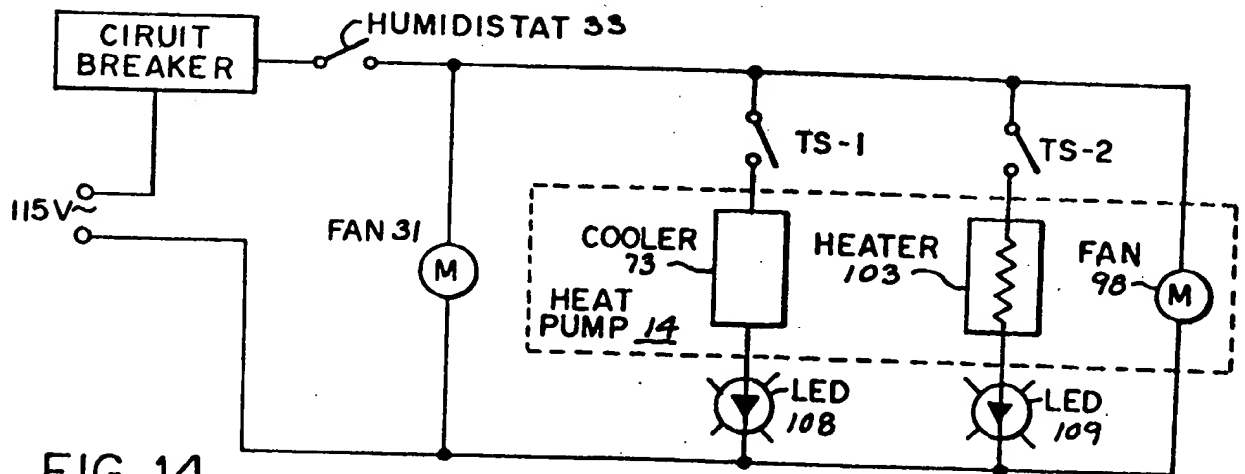 CIRUIT
BREAKER
HUMIDISTAT 33
TS-1
TS-2
115V~
FAN 31
M
COOLER
73
HEATER
103
FAN
98
M
HEAT
PUMP 14
LED
108
LED
109
FIG. 14